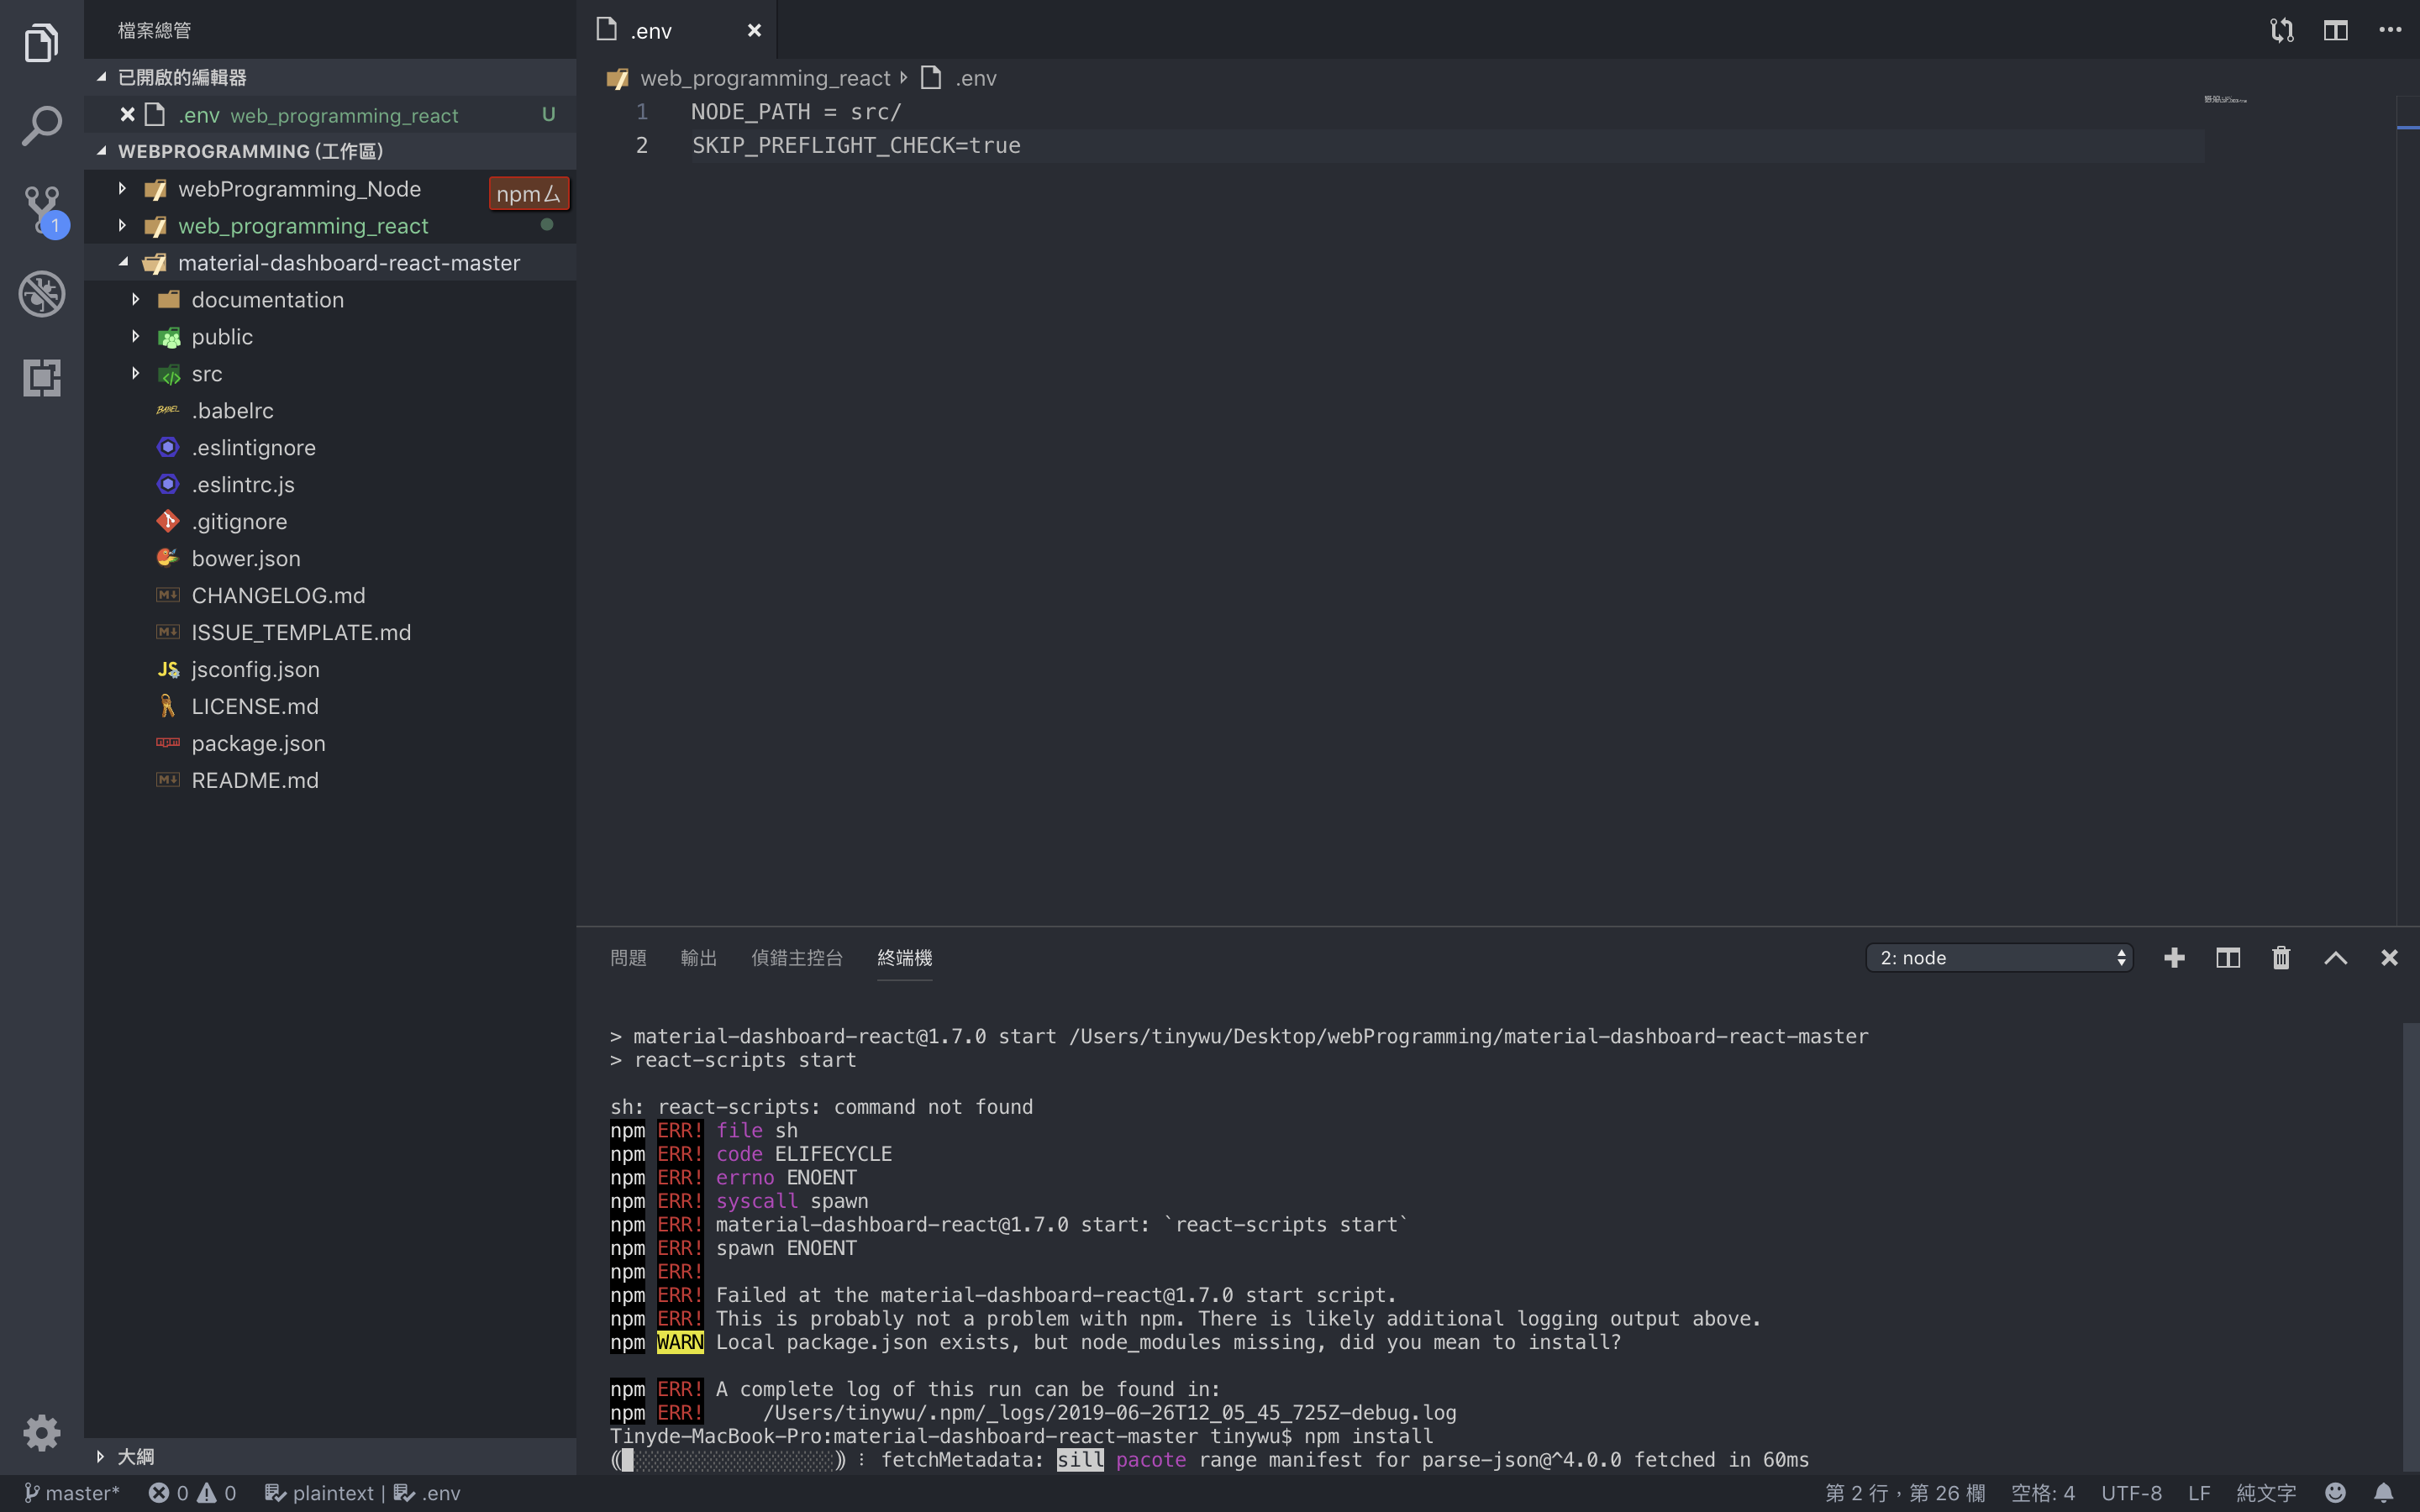 檔案總管
已開啟的編輯器
.env web_programming_react U
WEBPROGRAMMING (工作區)
webProgramming_Node
npmㄙ
web_programming_react
material-dashboard-react-master
documentation
public
src
.babelrc
.eslintignore
.eslintrc.js
.gitignore
bower.json
CHANGELOG.md
ISSUE_TEMPLATE.md
jsconfig.json
LICENSE.md
package.json
README.md
大綱
1
.env
web_programming_react .env
1 NODE_PATH = src/
2 SKIP_PREFLIGHT_CHECK=true
問題 輸出 偵錯主控台 終端機
2: node
> material-dashboard-react@1.7.0 start /Users/tinywu/Desktop/webProgramming/material-dashboard-react-master
> react-scripts start
sh: react-scripts: command not found
npm ERR! file sh
npm ERR! code ELIFECYCLE
npm ERR! errno ENOENT
npm ERR! syscall spawn
npm ERR! material-dashboard-react@1.7.0 start: `react-scripts start`
npm ERR! spawn ENOENT
npm ERR!
npm ERR! Failed at the material-dashboard-react@1.7.0 start script.
npm ERR! This is probably not a problem with npm. There is likely additional logging output above.
npm WARN Local package.json exists, but node_modules missing, did you mean to install?
npm ERR! A complete log of this run can be found in:
npm ERR!     /Users/tinywu/.npm/_logs/2019-06-26T12_05_45_725Z-debug.log
Tinyde-MacBook-Pro:material-dashboard-react-master tinywu$ npm install
⸨█░░░░░░░░░░░░░░░░░⸩ ⠸ fetchMetadata: sill pacote range manifest for parse-json@^4.0.0 fetched in 60ms
master* 0 0 plaintext | .env 第 2 行，第 26 欄 空格: 4 UTF-8 LF 純文字